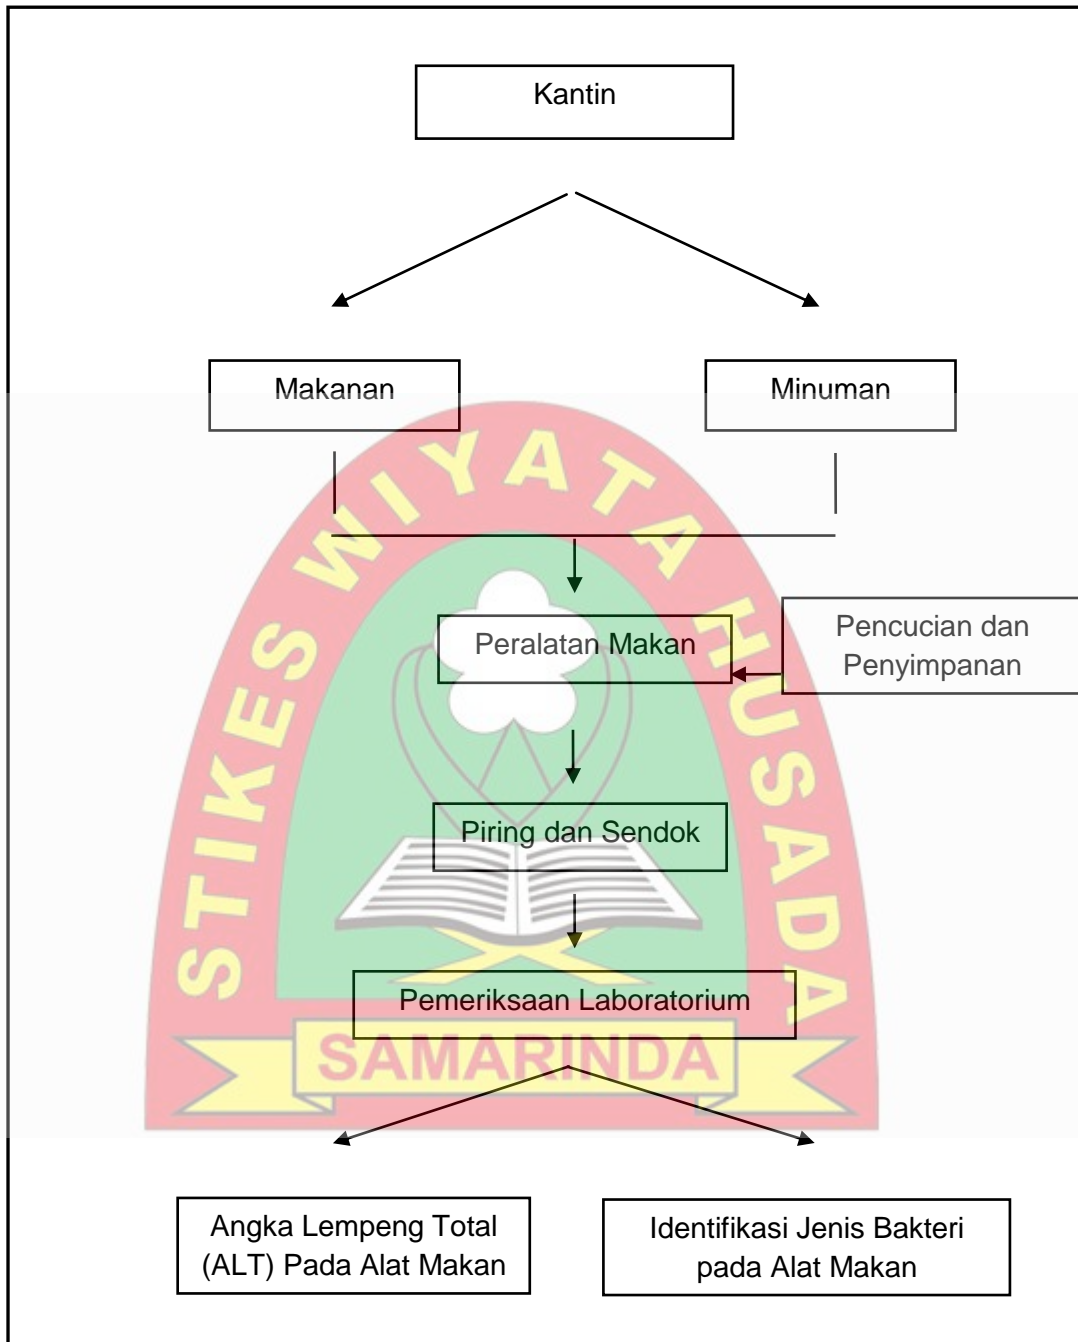 Kantin
Makanan
Minuman
STIKES WIYATA HUSADA
Peralatan Makan
Pencucian dan
Penyimpanan
Piring dan Sendok
Pemeriksaan Laboratorium
SAMARINDA
Angka Lempeng Total
(ALT) Pada Alat Makan
Identifikasi Jenis Bakteri
pada Alat Makan